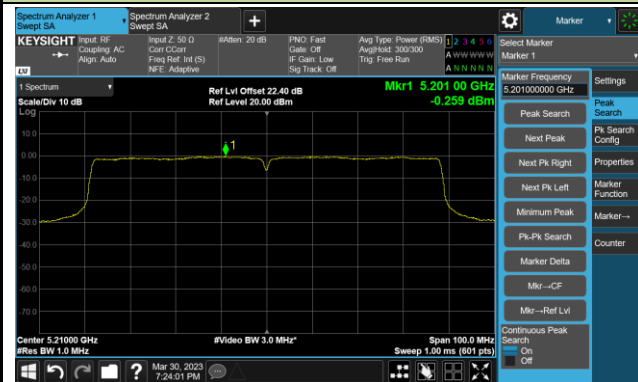 Spectrum Analyzer 1
Swept SA
Spectrum Analyzer 2
Swept SA
+
Marker
KEYSIGHT
LXI
Input: RF
Coupling: AC
Align: Auto
Input Z: 50 Ω
Corr CCorr
Freq Ref: Int (S)
NFE: Adaptive
#Atten: 20 dB
PNO: Fast
Gate: Off
IF Gain: Low
Sig Track: Off
Avg Type: Power (RMS)
Avg|Hold: 300/300
Trig: Free Run
1 2 3 4 5 6
A W W W W W
A N N N N N
Select Marker
Marker 1
1 Spectrum
Scale/Div 10 dB
Log
Ref Lvl Offset 22.40 dB
Ref Level 20.00 dBm
Mkr1 5.201 00 GHz
-0.259 dBm
10.0
0.00
-10.0
-20.0
-30.0
-40.0
-50.0
-60.0
-70.0
1
Center 5.21000 GHz
#Res BW 1.0 MHz
#Video BW 3.0 MHz*
Span 100.0 MHz
Sweep 1.00 ms (601 pts)
Marker Frequency
5.201000000 GHz
Peak Search
Next Peak
Next Pk Right
Next Pk Left
Minimum Peak
Pk-Pk Search
Marker Delta
Mkr→CF
Mkr→Ref Lvl
Continuous Peak
Search
On
Off
Settings
Peak
Search
Pk Search
Config
Properties
Marker
Function
Marker→
Counter
?
Mar 30, 2023
7:24:01 PM